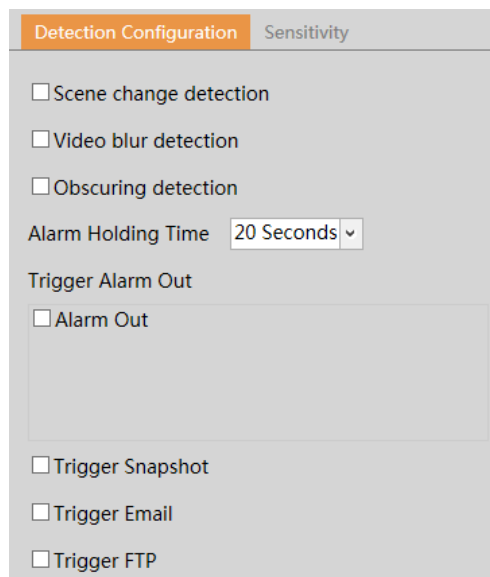 Detection Configuration Sensitivity
Scene change detection
Video blur detection
Obscuring detection
Alarm Holding Time 20 Seconds
Trigger Alarm Out
Alarm Out
Trigger Snapshot
Trigger Email
Trigger FTP